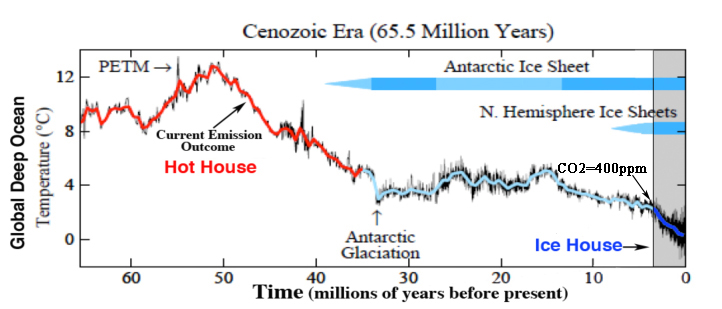 Cenozoic Era (65.5 Million Years)
PETM →
Antarctic Ice Sheet
N. Hemisphere Ice Sheets
Current Emission
Outcome
Hot House
CO2=400ppm
Antarctic
Glaciation
Ice House
Global Deep Ocean
Temperature (°C)
12
8
4
0
60
50
40
30
20
10
0
Time (millions of years before present)